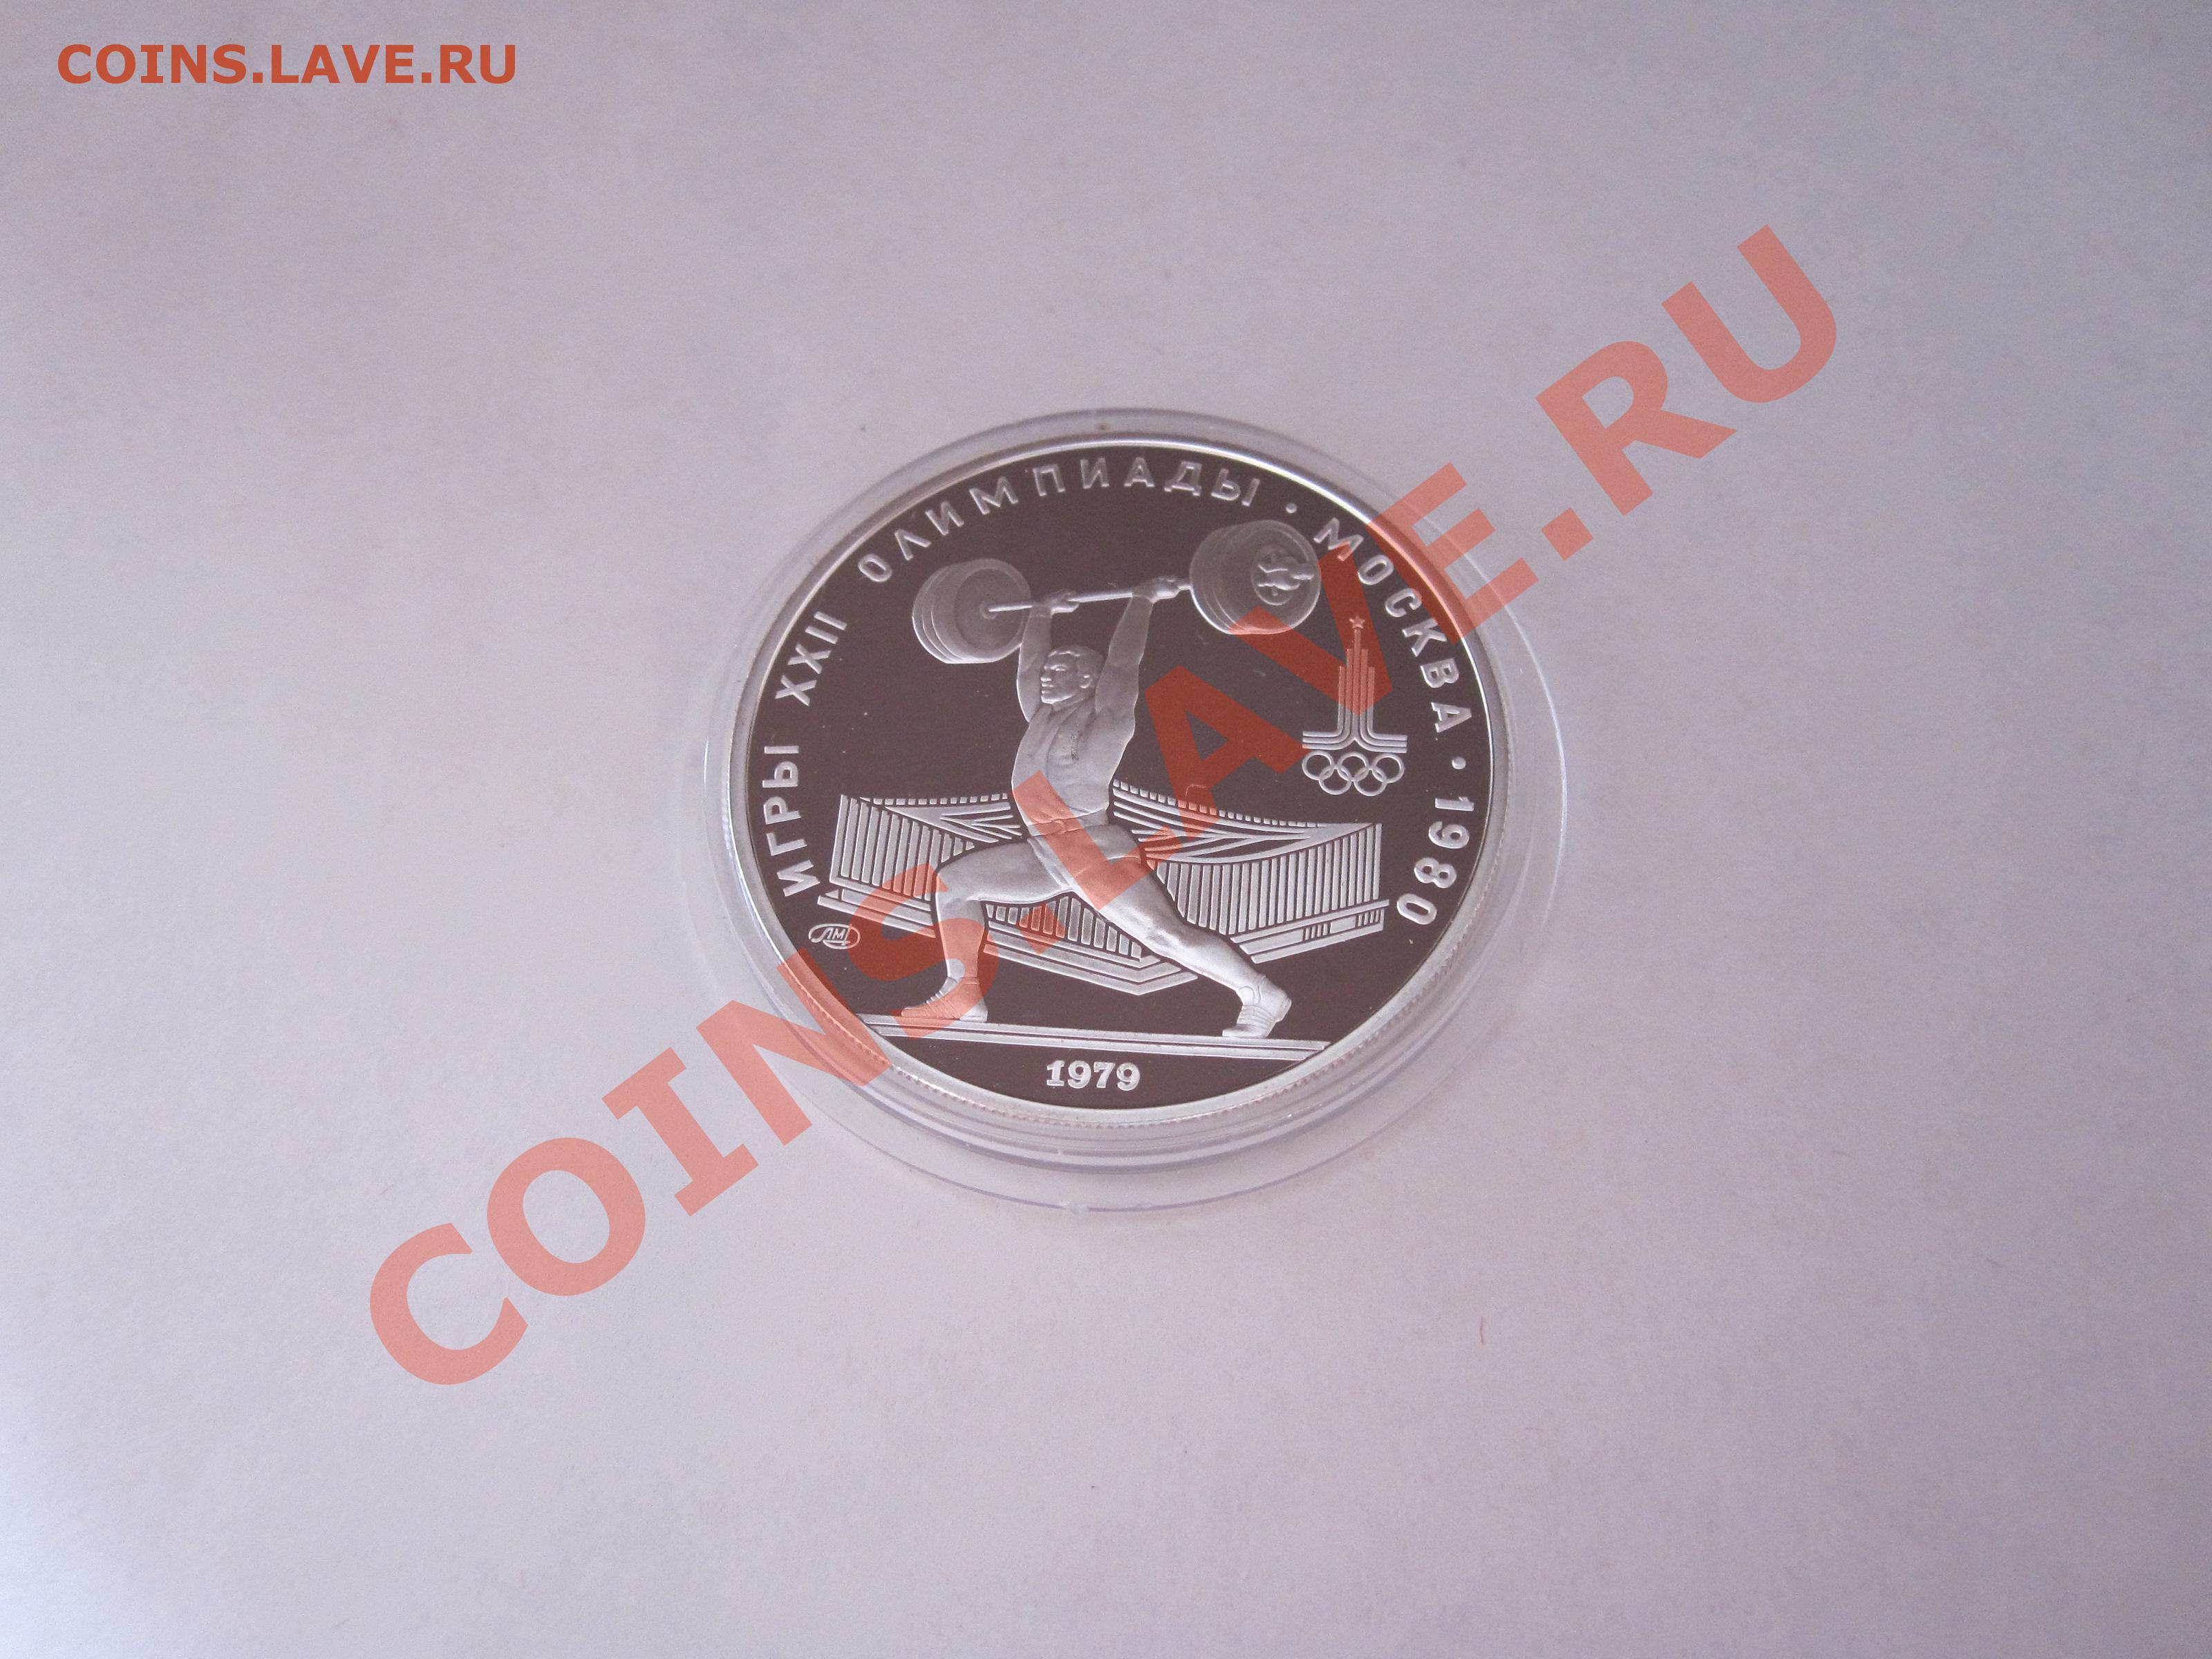 COINS.LAVE.RU
ИГРЫ XXII ОЛИМПИАДЫ · МОСКВА · 1980
ЛМД
1979
COINS.LAVE.RU